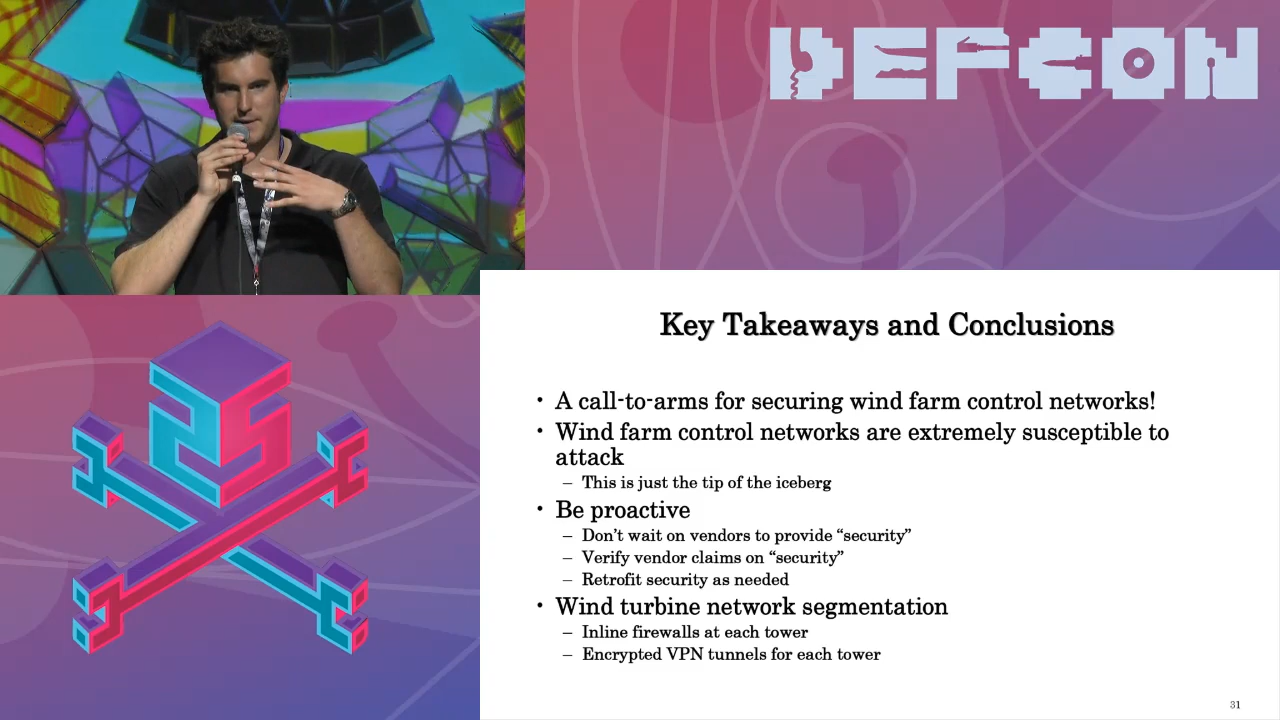 DEFCON
Key Takeaways and Conclusions
• A call-to-arms for securing wind farm control networks!
• Wind farm control networks are extremely susceptible to
attack
– This is just the tip of the iceberg
• Be proactive
– Don't wait on vendors to provide “security”
– Verify vendor claims on “security”
– Retrofit security as needed
• Wind turbine network segmentation
– Inline firewalls at each tower
– Encrypted VPN tunnels for each tower
31